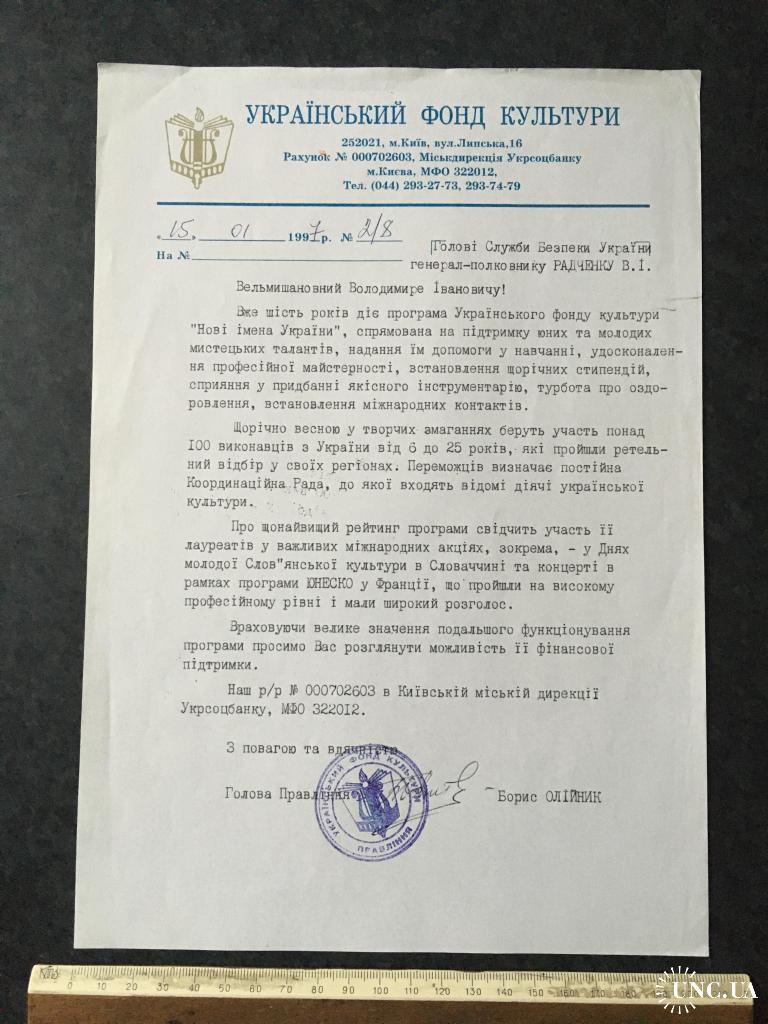 УКРАЇНСЬКИЙ ФОНД КУЛЬТУРИ
252021, м.Київ, вул.Липська,16
Рахунок № 000702603, Міськдирекція Укрсоцбанку
м.Києва, МФО 322012,
Тел. (044) 293-27-73, 293-74-79
„15„ 01 1997р. № 2/8
На №
Голові Служби Безпеки України
генерал-полковнику РАДЧЕНКУ В.І.
Вельмишановний Володимире Івановичу!
Вже шість років діє програма Українського фонду культури
"Нові імена України", спрямована на підтримку юних та молодих
мистецьких талантів, надання їм допомоги у навчанні, удосконален-
ня професійної майстерності, встановлення щорічних стипендій,
сприяння у придбанні якісного інструментарію, турбота про оздо-
ровлення, встановлення міжнародних контактів.
Щорічно весною у творчих змаганнях беруть участь понад
І00 виконавців з України від 6 до 25 років, які пройшли ретель-
ний відбір у своїх регіонах. Переможців визначає постійна
Координаційна Рада, до якої входять відомі діячі української
культури.
Про щонайвищий рейтинг програми свідчить участь її
лауреатів у важливих міжнародних акціях, зокрема, - у Днях
молодої Слов"янської культури в Словаччині та концерті в
рамках програми ЮНЕСКО у Франції, що пройшли на високому
професійному рівні і мали широкий розголос.
Враховуючи велике значення подальшого функціонування
програми просимо Вас розглянути можливість її фінансової
підтримки.
Наш р/р № 000702603 в Київській міській дирекції
Укрсоцбанку, МФО 322012.
З повагою та вдячністю
Голова Правління
- Борис ОЛІЙНИК
УКРАЇНСЬКИЙ ФОНД КУЛЬТУРИ
ПРАВЛІННЯ
0 10 20 30 40 50 60 70 80 90 100 110 120 130 140 150
UNC.UA